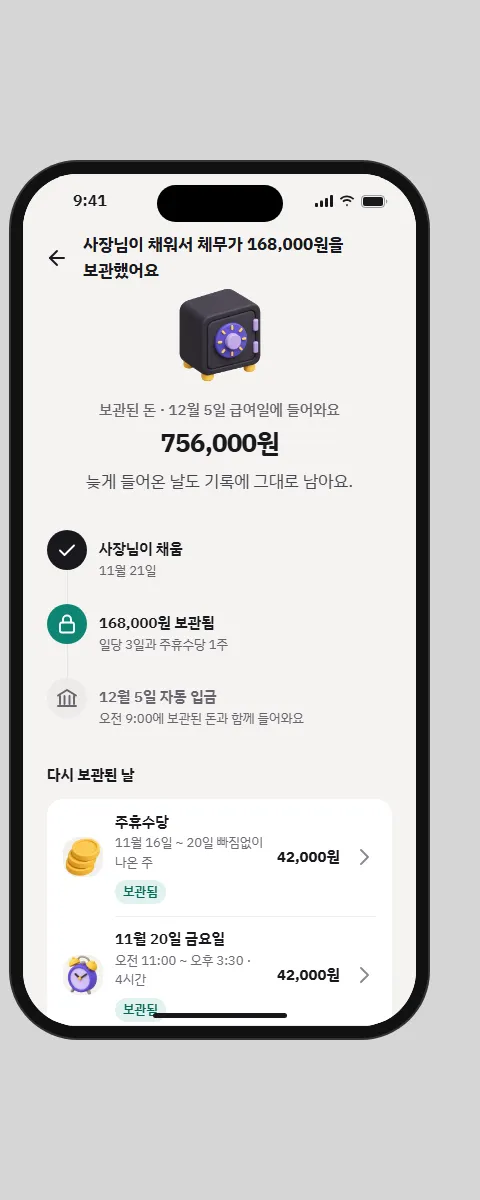 9:41
사장님이 채워서 체무가 168,000원을
보관했어요
보관된 돈 · 12월 5일 급여일에 들어와요
756,000원
늦게 들어온 날도 기록에 그대로 남아요.
사장님이 채움
11월 21일
168,000원 보관됨
일당 3일과 주휴수당 1주
12월 5일 자동 입금
오전 9:00에 보관된 돈과 함께 들어와요
다시 보관된 날
주휴수당
11월 16일 ~ 20일 빠짐없이
나온 주
42,000원
보관됨
11월 20일 금요일
오전 11:00 ~ 오후 3:30 ·
4시간
42,000원
보관됨